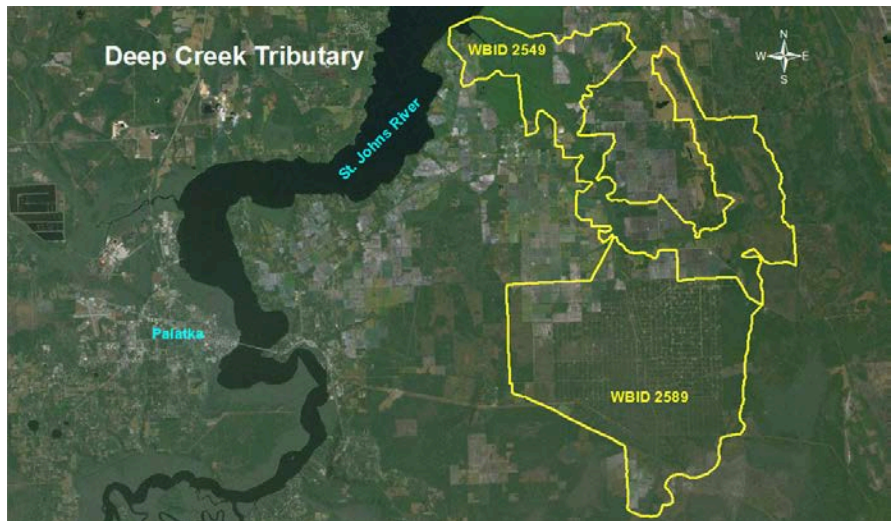 Deep Creek Tributary
WBID 2549
N
W E
S
St. Johns River
Palatka
WBID 2589